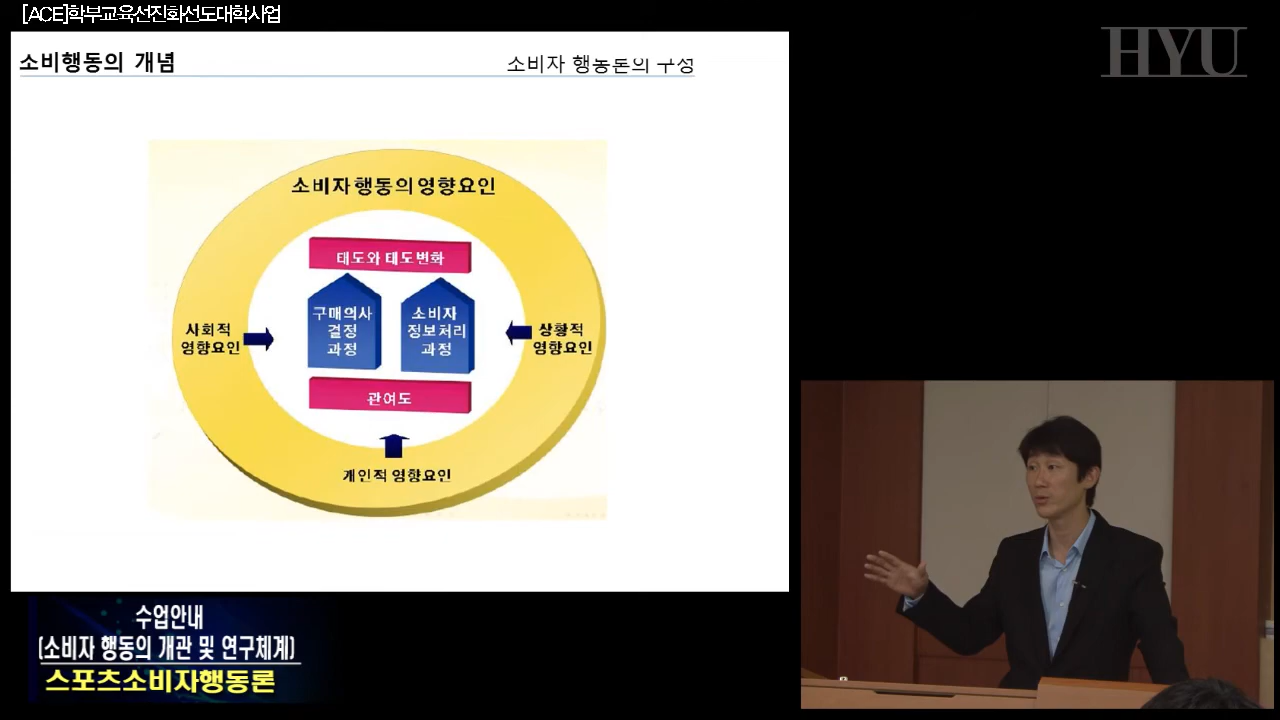 [ACE]학부교육선진화선도대학사업
HYU
소비행동의 개념
소비자 행동론의 구성
소비자행동의영향요인
태도와 태도변화
구매의사
결정
과정
소비자
정보처리
과정
사회적
영향요인
상황적
영향요인
관여도
개인적 영향요인
수업안내
(소비자 행동의 개관 및 연구체계)
스포츠소비자행동론